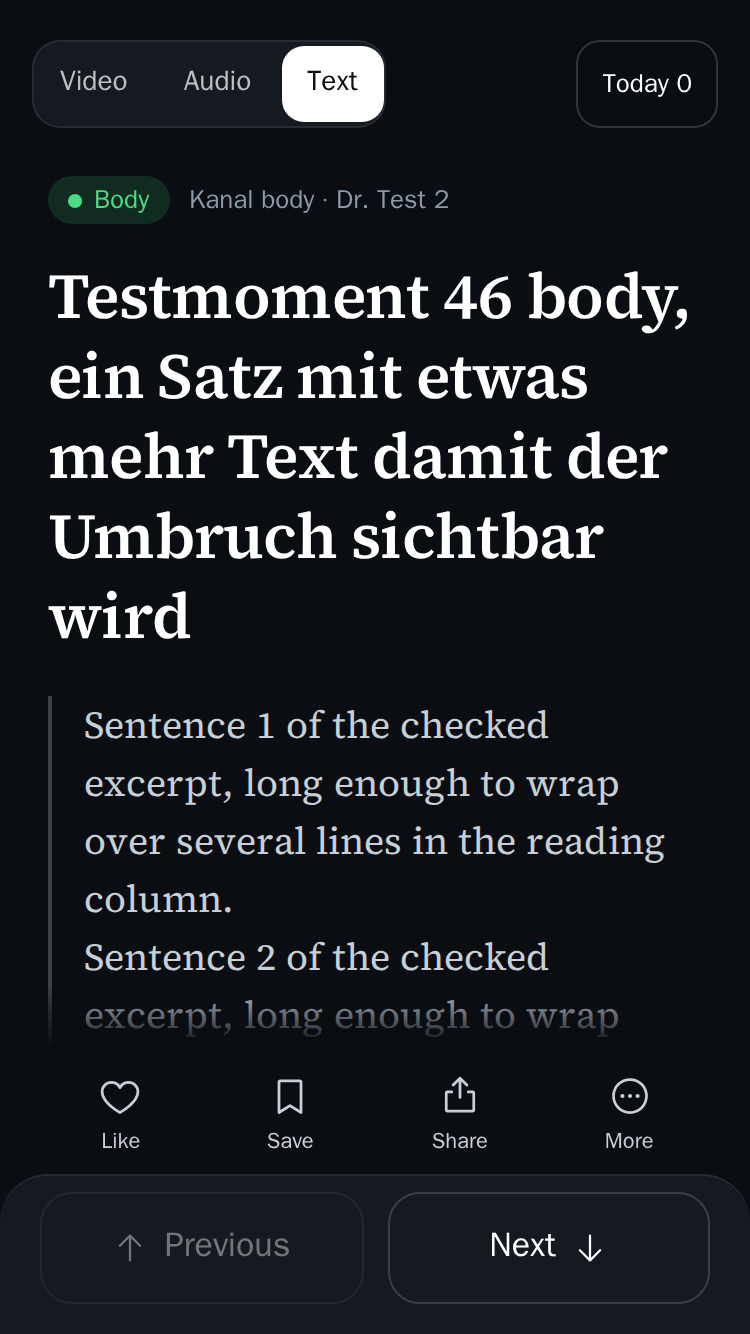 Video Audio Text Today 0
Body Kanal body · Dr. Test 2
Testmoment 46 body,
ein Satz mit etwas
mehr Text damit der
Umbruch sichtbar
wird
Sentence 1 of the checked
excerpt, long enough to wrap
over several lines in the reading
column.
Sentence 2 of the checked
excerpt, long enough to wrap
Like Save Share More
Previous Next